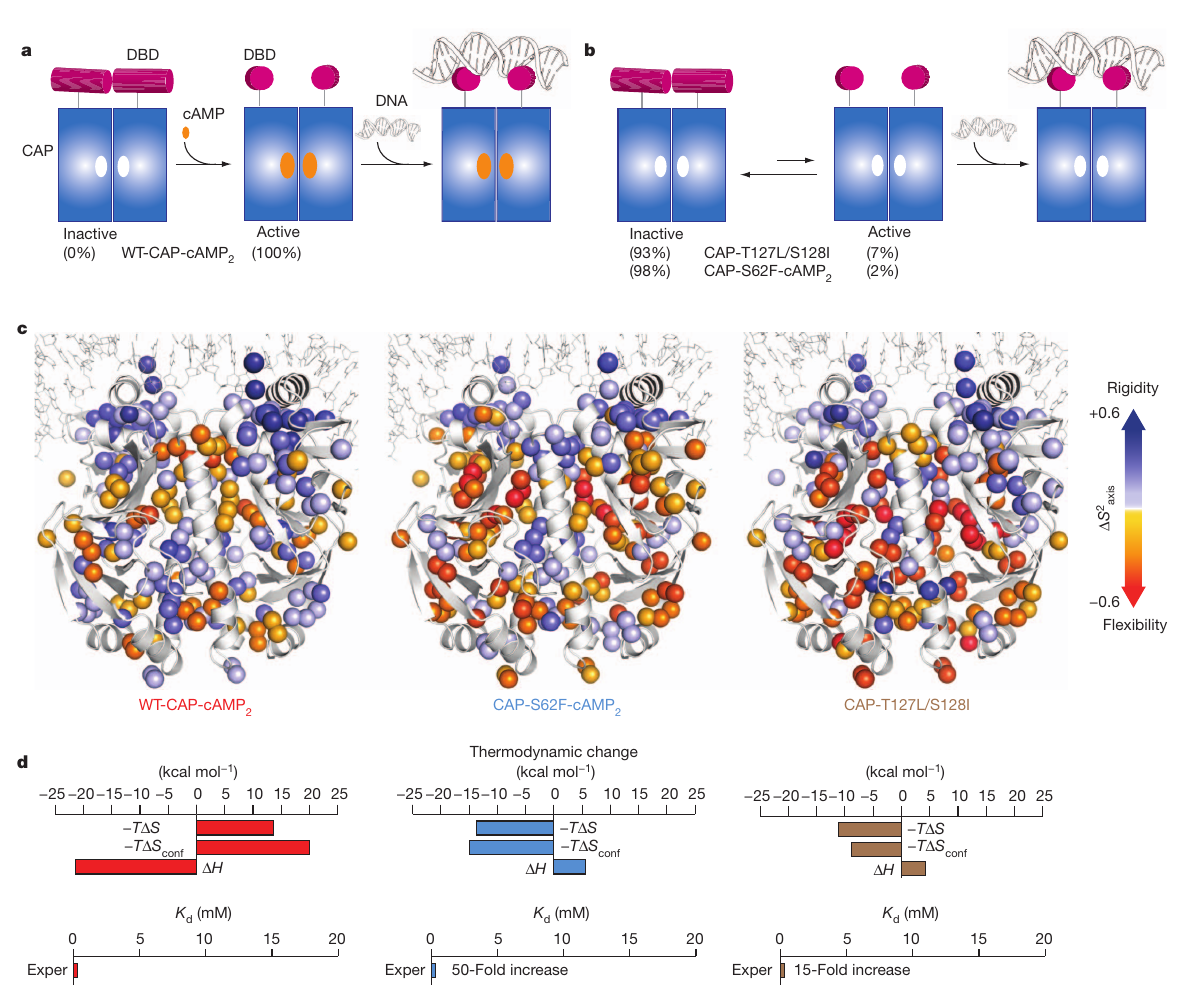 a
DBD
DBD
cAMP
DNA
CAP
Inactive
(0%) WT-CAP-cAMP2 (100%)
Active
b
Inactive
Active
(93%) CAP-T127L/S128I (7%)
(98%) CAP-S62F-cAMP2 (2%)
c
Rigidity
+0.6
ΔS2axis
−0.6
Flexibility
WT-CAP-cAMP2
CAP-S62F-cAMP2
CAP-T127L/S128I
d
Thermodynamic change
(kcal mol−1)
(kcal mol−1)
(kcal mol−1)
−25 −20 −15 −10 −5 0 5 10 15 20 25
−25 −20 −15 −10 −5 0 5 10 15 20 25
−25 −20 −15 −10 −5 0 5 10 15 20 25
−TΔS
−TΔSconf
ΔH
−TΔS
−TΔSconf
ΔH
−TΔS
−TΔSconf
ΔH
Kd (mM)
Kd (mM)
Kd (mM)
0 5 10 15 20
0 5 10 15 20
0 5 10 15 20
Exper
Exper 50-Fold increase
Exper 15-Fold increase